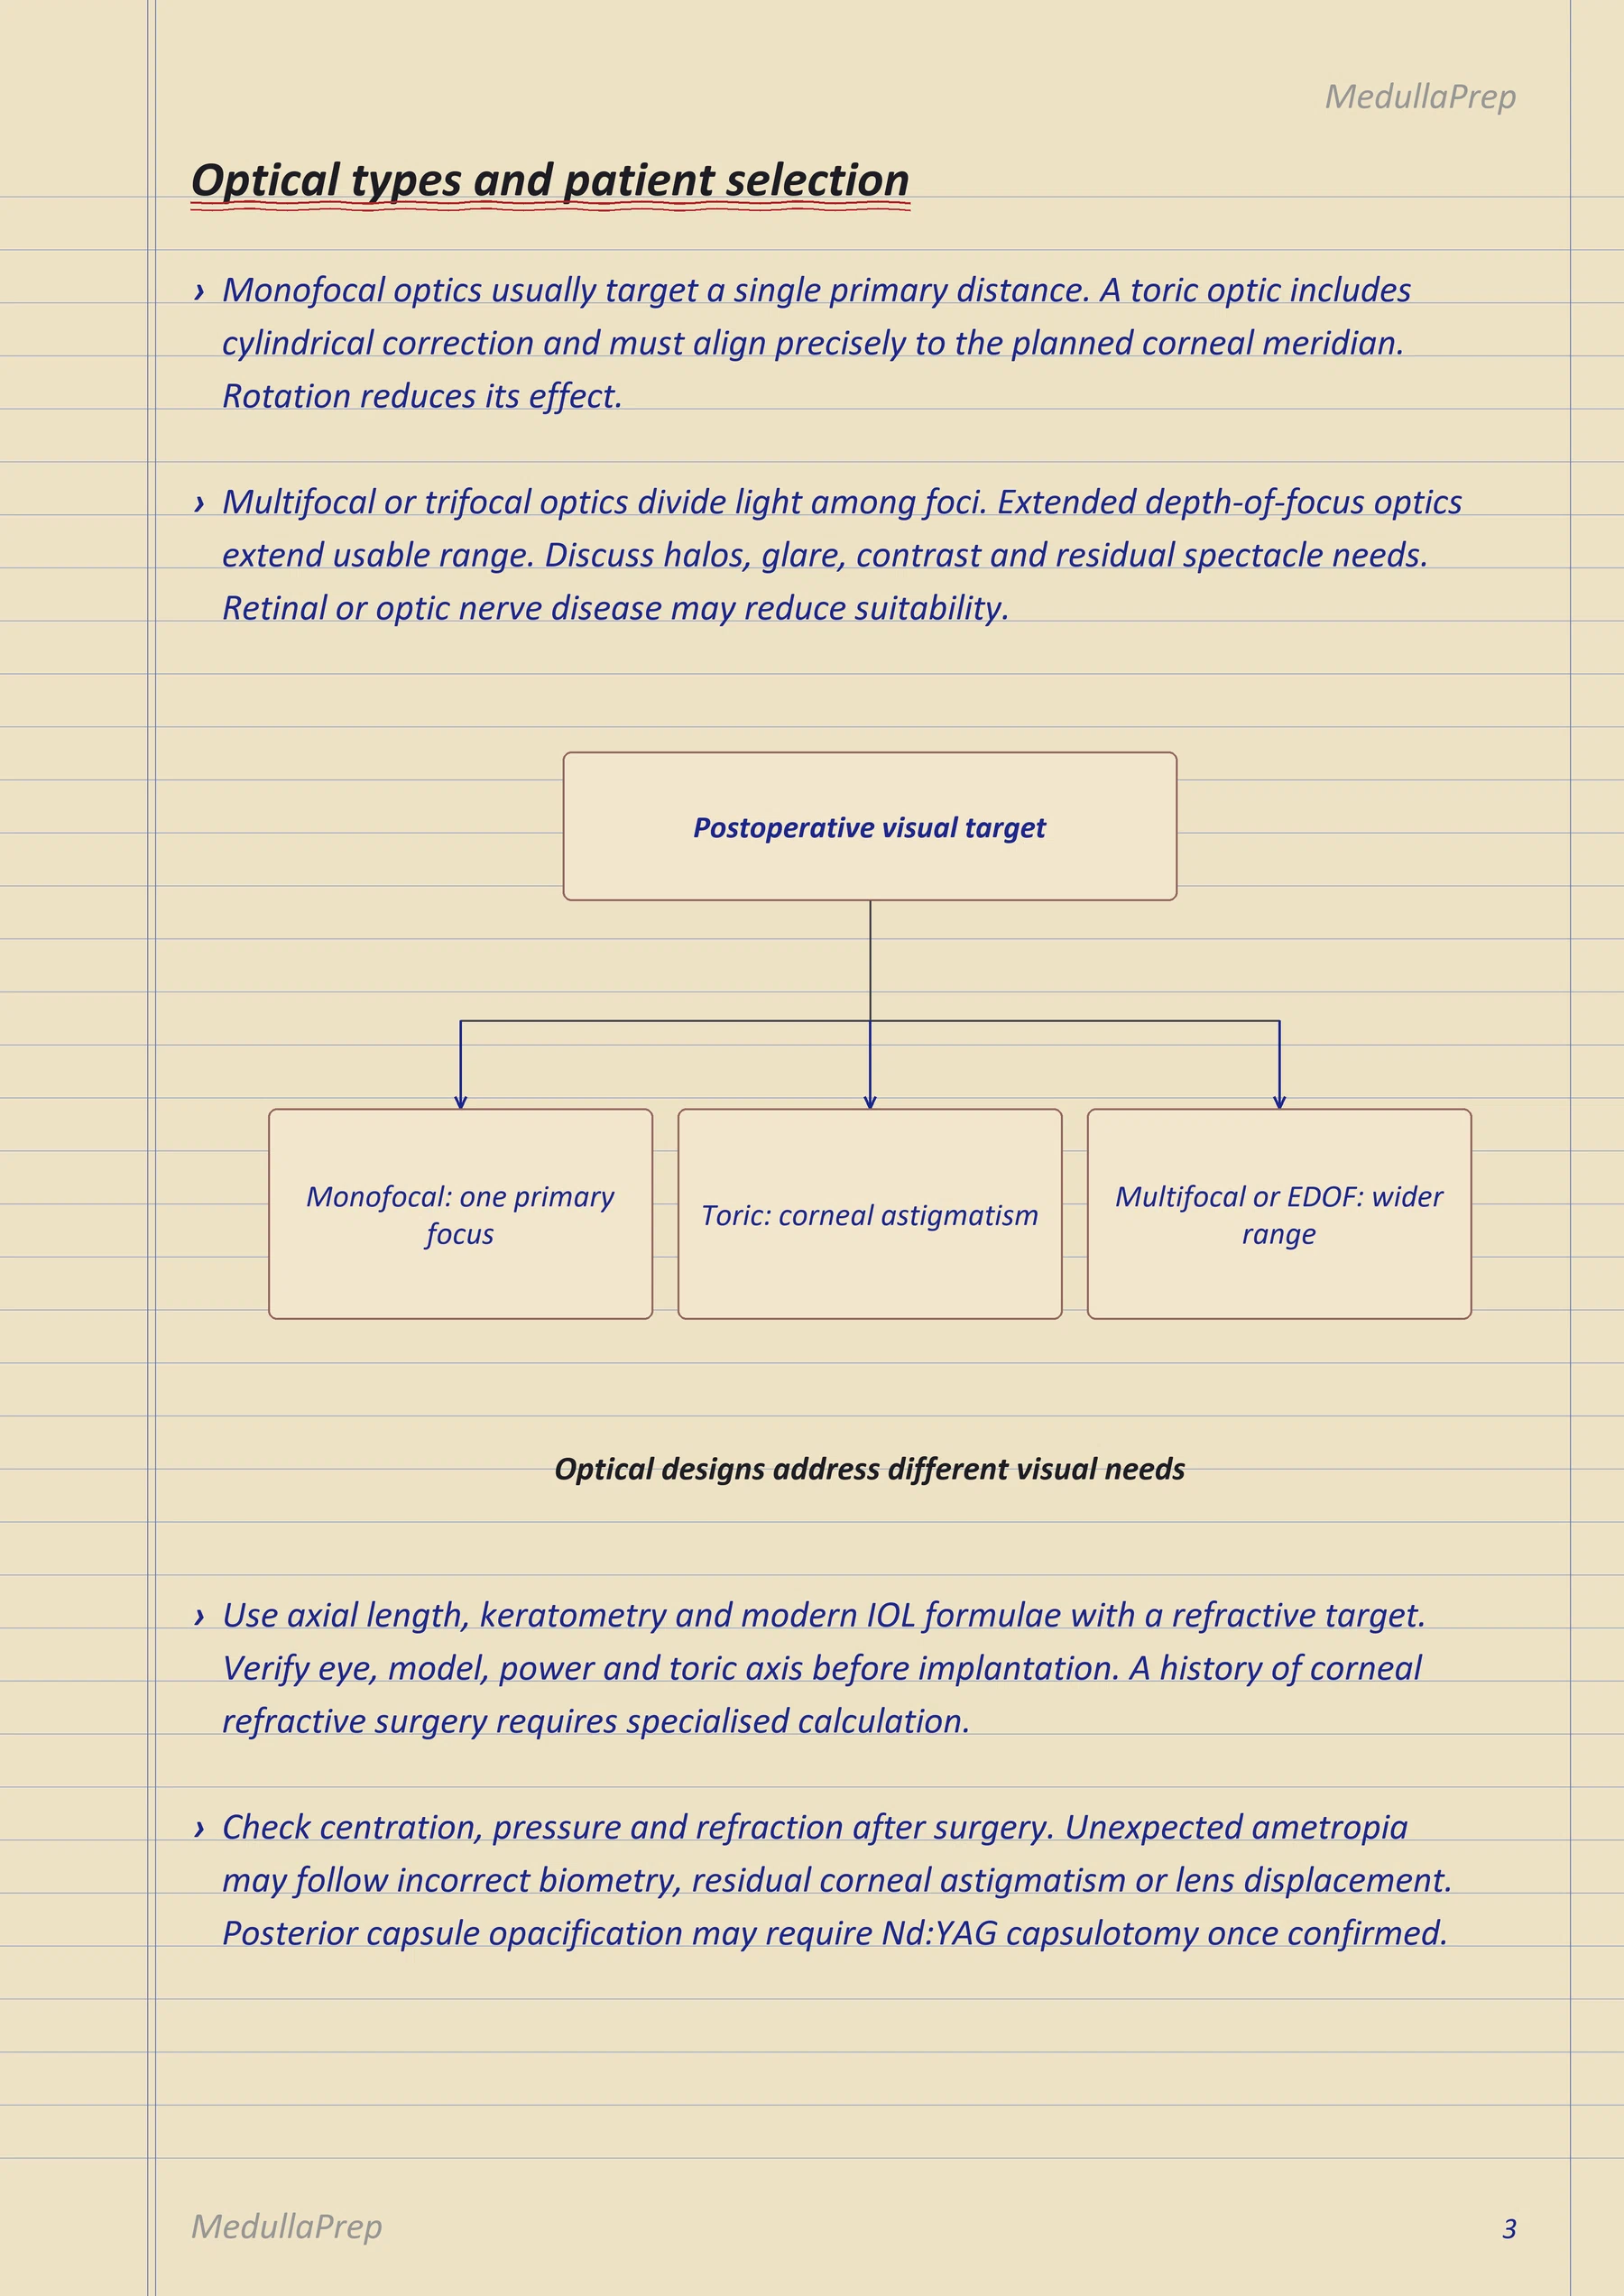 MedullaPrep
Optical types and patient selection
› Monofocal optics usually target a single primary distance. A toric optic includes
cylindrical correction and must align precisely to the planned corneal meridian.
Rotation reduces its effect.
› Multifocal or trifocal optics divide light among foci. Extended depth-of-focus optics
extend usable range. Discuss halos, glare, contrast and residual spectacle needs.
Retinal or optic nerve disease may reduce suitability.
Postoperative visual target
Monofocal: one primary
focus
Toric: corneal astigmatism
Multifocal or EDOF: wider
range
Optical designs address different visual needs
› Use axial length, keratometry and modern IOL formulae with a refractive target.
Verify eye, model, power and toric axis before implantation. A history of corneal
refractive surgery requires specialised calculation.
› Check centration, pressure and refraction after surgery. Unexpected ametropia
may follow incorrect biometry, residual corneal astigmatism or lens displacement.
Posterior capsule opacification may require Nd:YAG capsulotomy once confirmed.
MedullaPrep
3